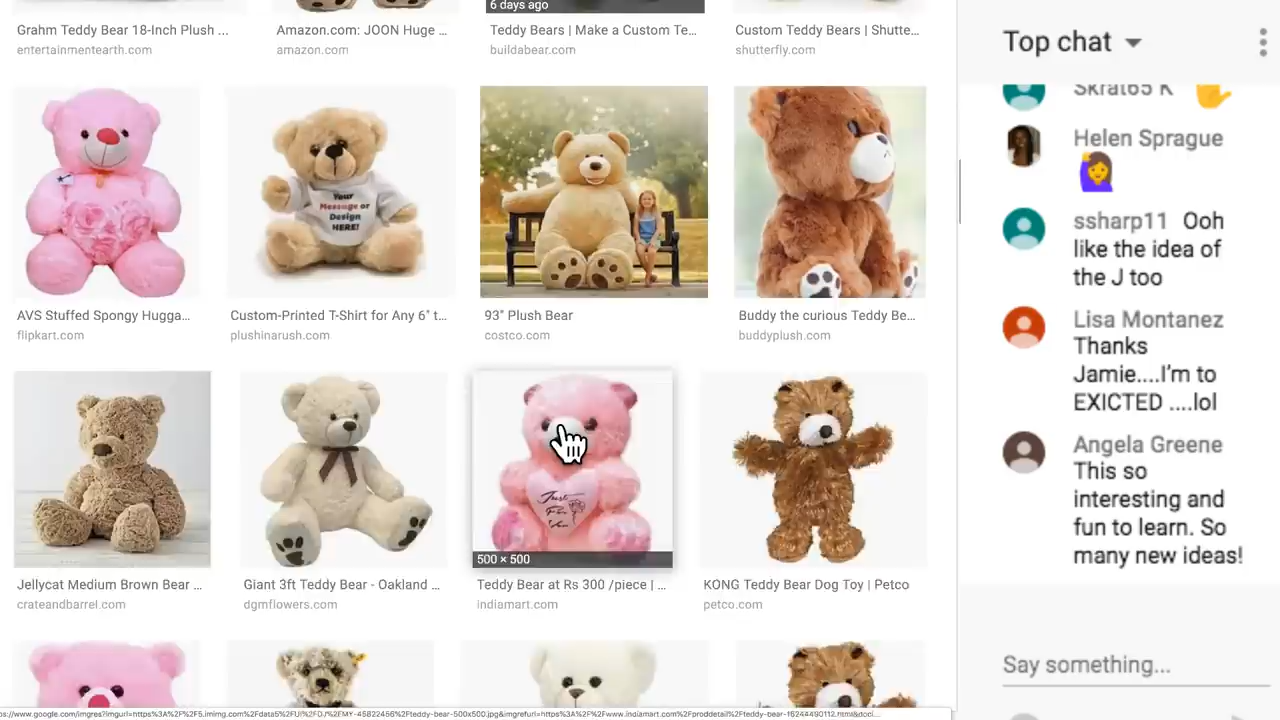 6 days ago
Grahm Teddy Bear 18-Inch Plush ...
Amazon.com: JOON Huge ...
Teddy Bears | Make a Custom Te...
Custom Teddy Bears | Shutte...
entertainmentearth.com
amazon.com
buildabear.com
shutterfly.com
Your
Message or
Design
HERE!
AVS Stuffed Spongy Hugga...
Custom-Printed T-Shirt for Any 6" t...
93" Plush Bear
Buddy the curious Teddy Be...
flipkart.com
plushinarush.com
costco.com
buddyplush.com
Just
For
You
500 × 500
Jellycat Medium Brown Bear ...
Giant 3ft Teddy Bear - Oakland ...
Teddy Bear at Rs 300 /piece | ...
KONG Teddy Bear Dog Toy | Petco
crateandbarrel.com
dgmflowers.com
indiamart.com
petco.com
Top chat
Skrat65 K
Helen Sprague
ssharp11 Ooh
like the idea of
the J too
Lisa Montanez
Thanks
Jamie....I'm to
EXICTED ....lol
Angela Greene
This so
interesting and
fun to learn. So
many new ideas!
Say something...